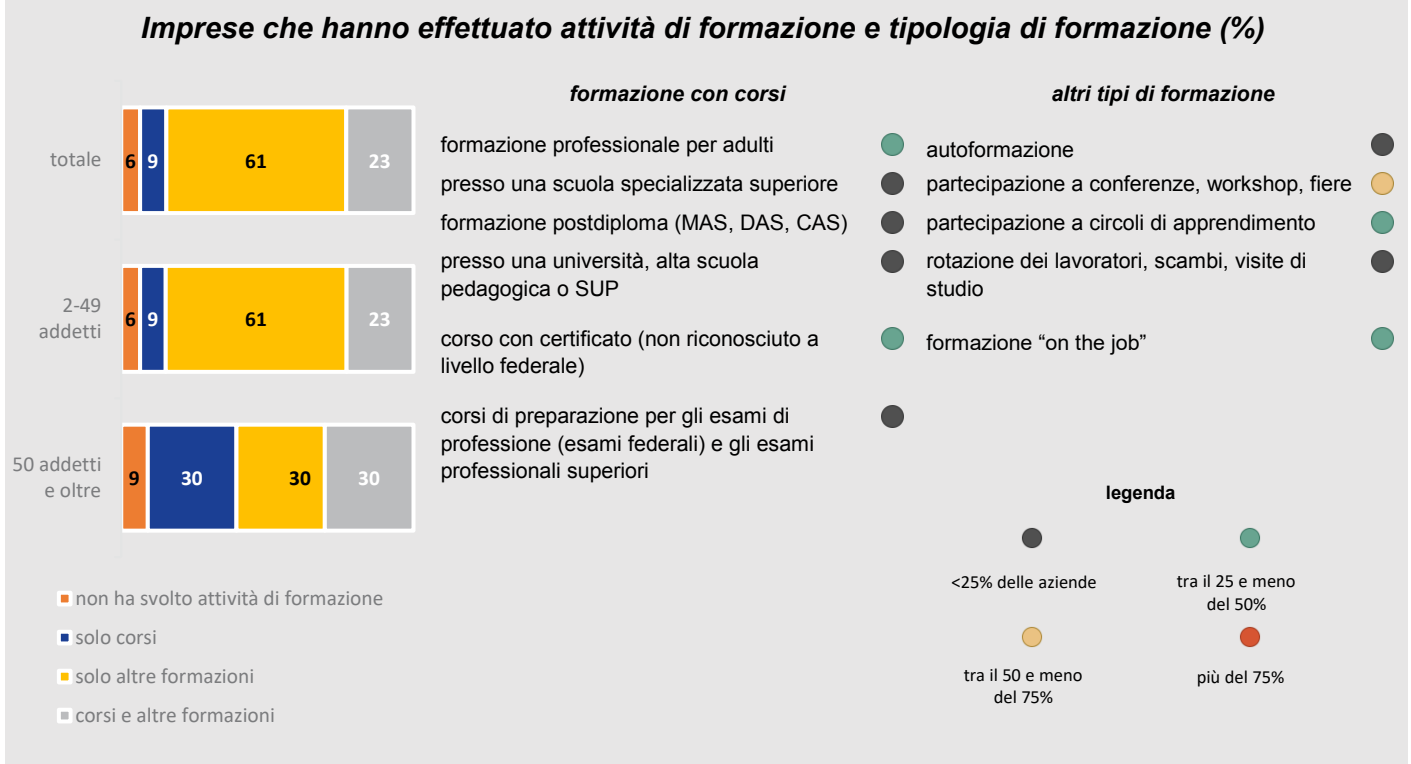 Imprese che hanno effettuato attività di formazione e tipologia di formazione (%)
totale
6
9
61
23
2-49
addetti
6
9
61
23
50 addetti
e oltre
9
30
30
30
non ha svolto attività di formazione
solo corsi
solo altre formazioni
corsi e altre formazioni
formazione con corsi
formazione professionale per adulti
presso una scuola specializzata superiore
formazione postdiploma (MAS, DAS, CAS)
presso una università, alta scuola
pedagogica o SUP
corso con certificato (non riconosciuto a
livello federale)
corsi di preparazione per gli esami di
professione (esami federali) e gli esami
professionali superiori
altri tipi di formazione
autoformazione
partecipazione a conferenze, workshop, fiere
partecipazione a circoli di apprendimento
rotazione dei lavoratori, scambi, visite di
studio
formazione “on the job”
legenda
<25% delle aziende
tra il 25 e meno
del 50%
tra il 50 e meno
del 75%
più del 75%